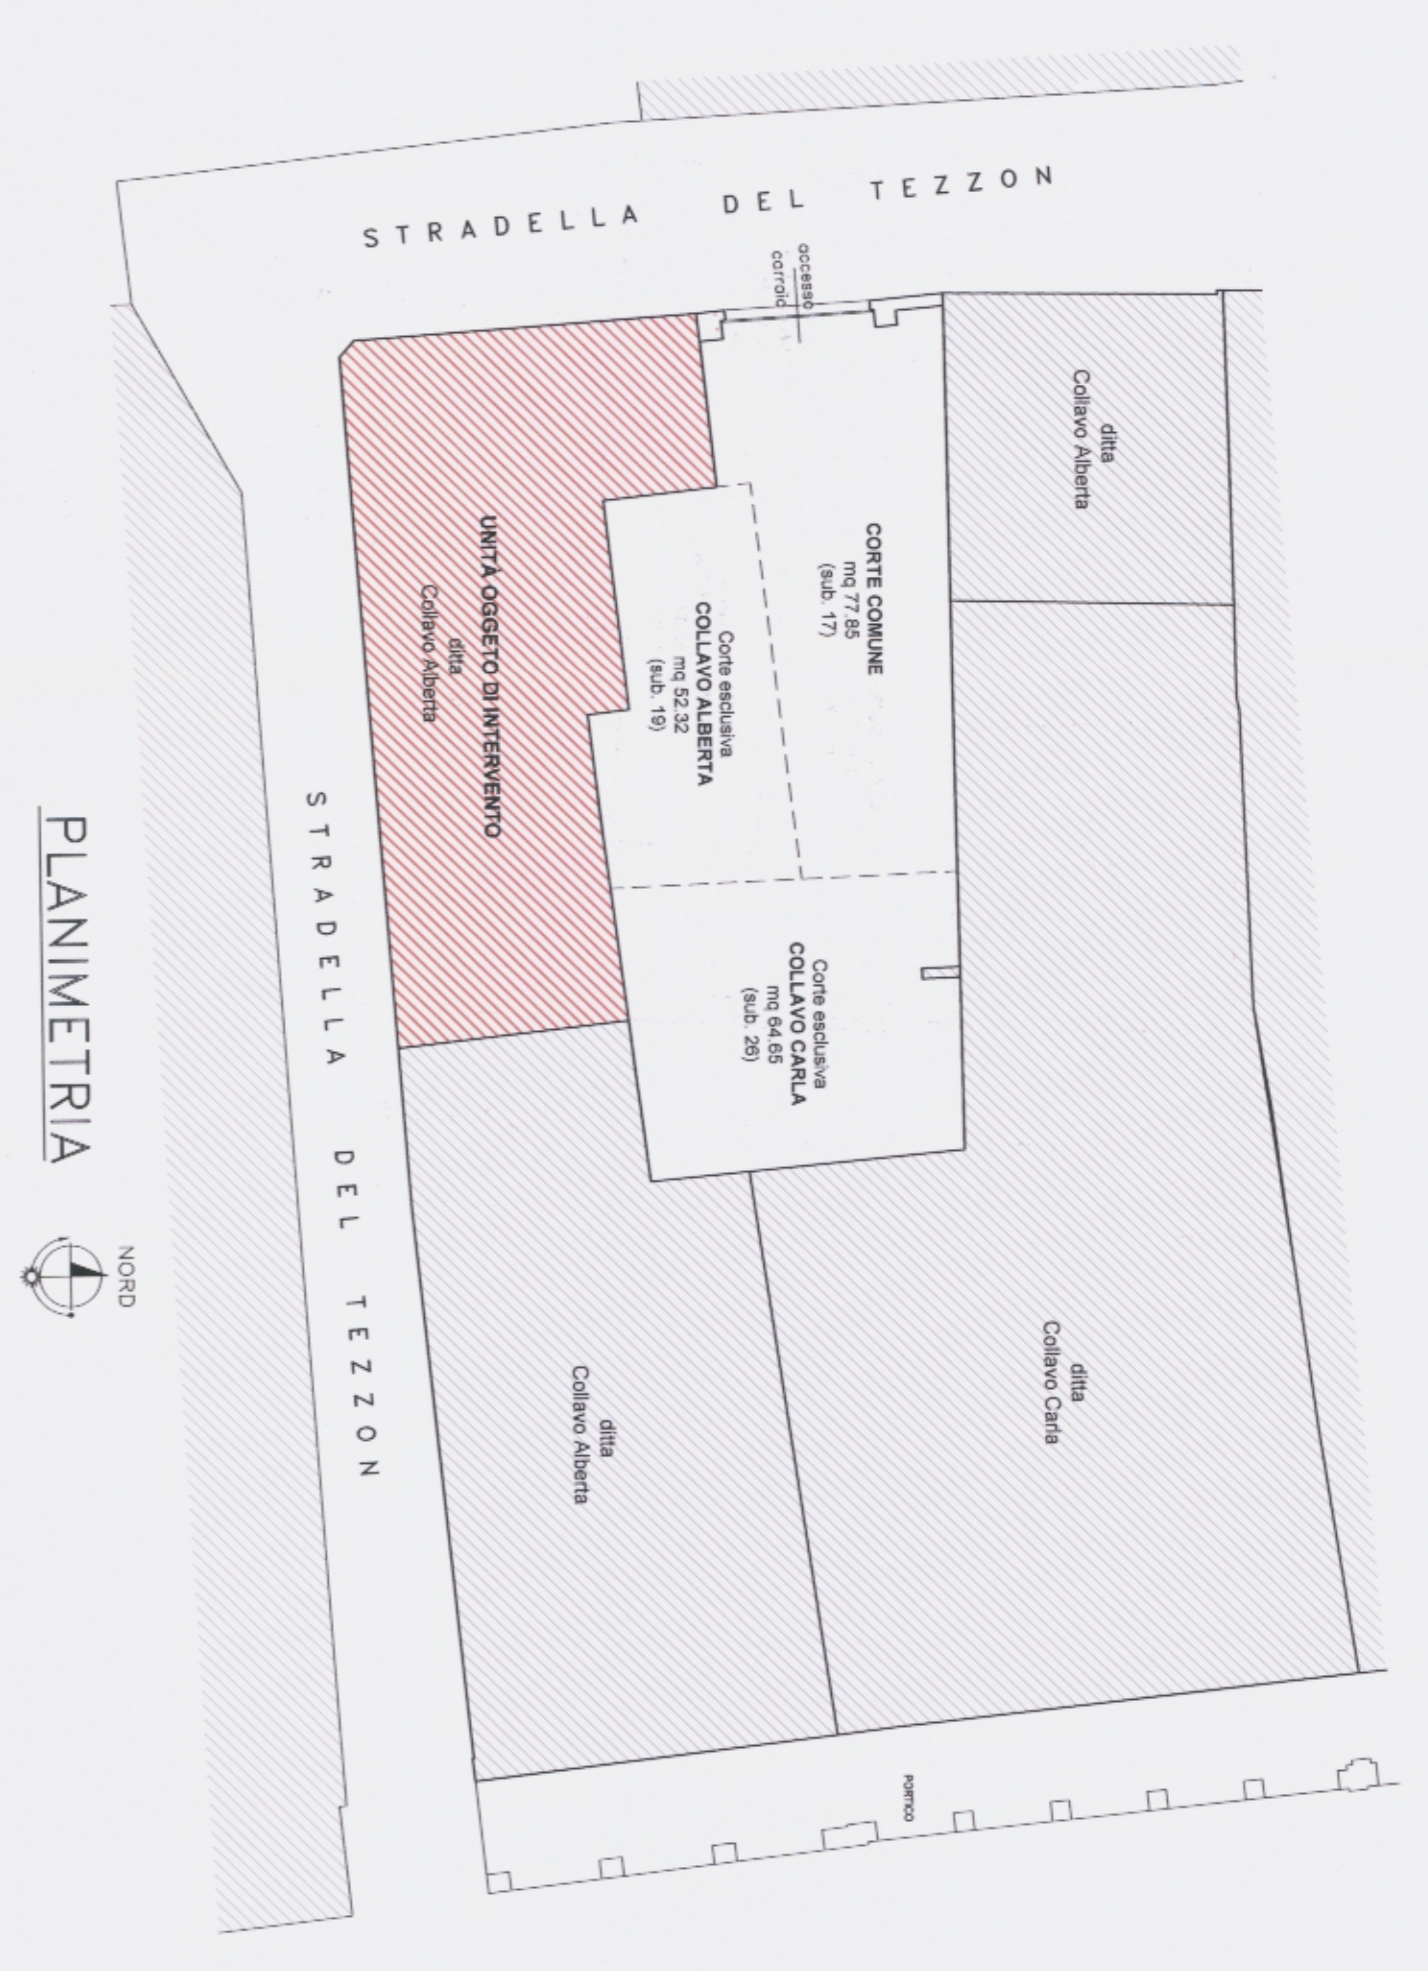 STRADELLA DEL TEZZON
accesso
carraio
ditta
Collavo Alberta
CORTE COMUNE
mq 77.85
(sub. 17)
Corte esclusiva
COLLAVO ALBERTA
mq 52.32
(sub. 19)
UNITÀ OGGETO DI INTERVENTO
ditta
Collavo Alberta
Corte esclusiva
COLLAVO CARLA
mq 64.65
(sub. 26)
STRADELLA DEL TEZZON
ditta
Collavo Carla
ditta
Collavo Alberta
PORTICO
PLANIMETRIA
NORD